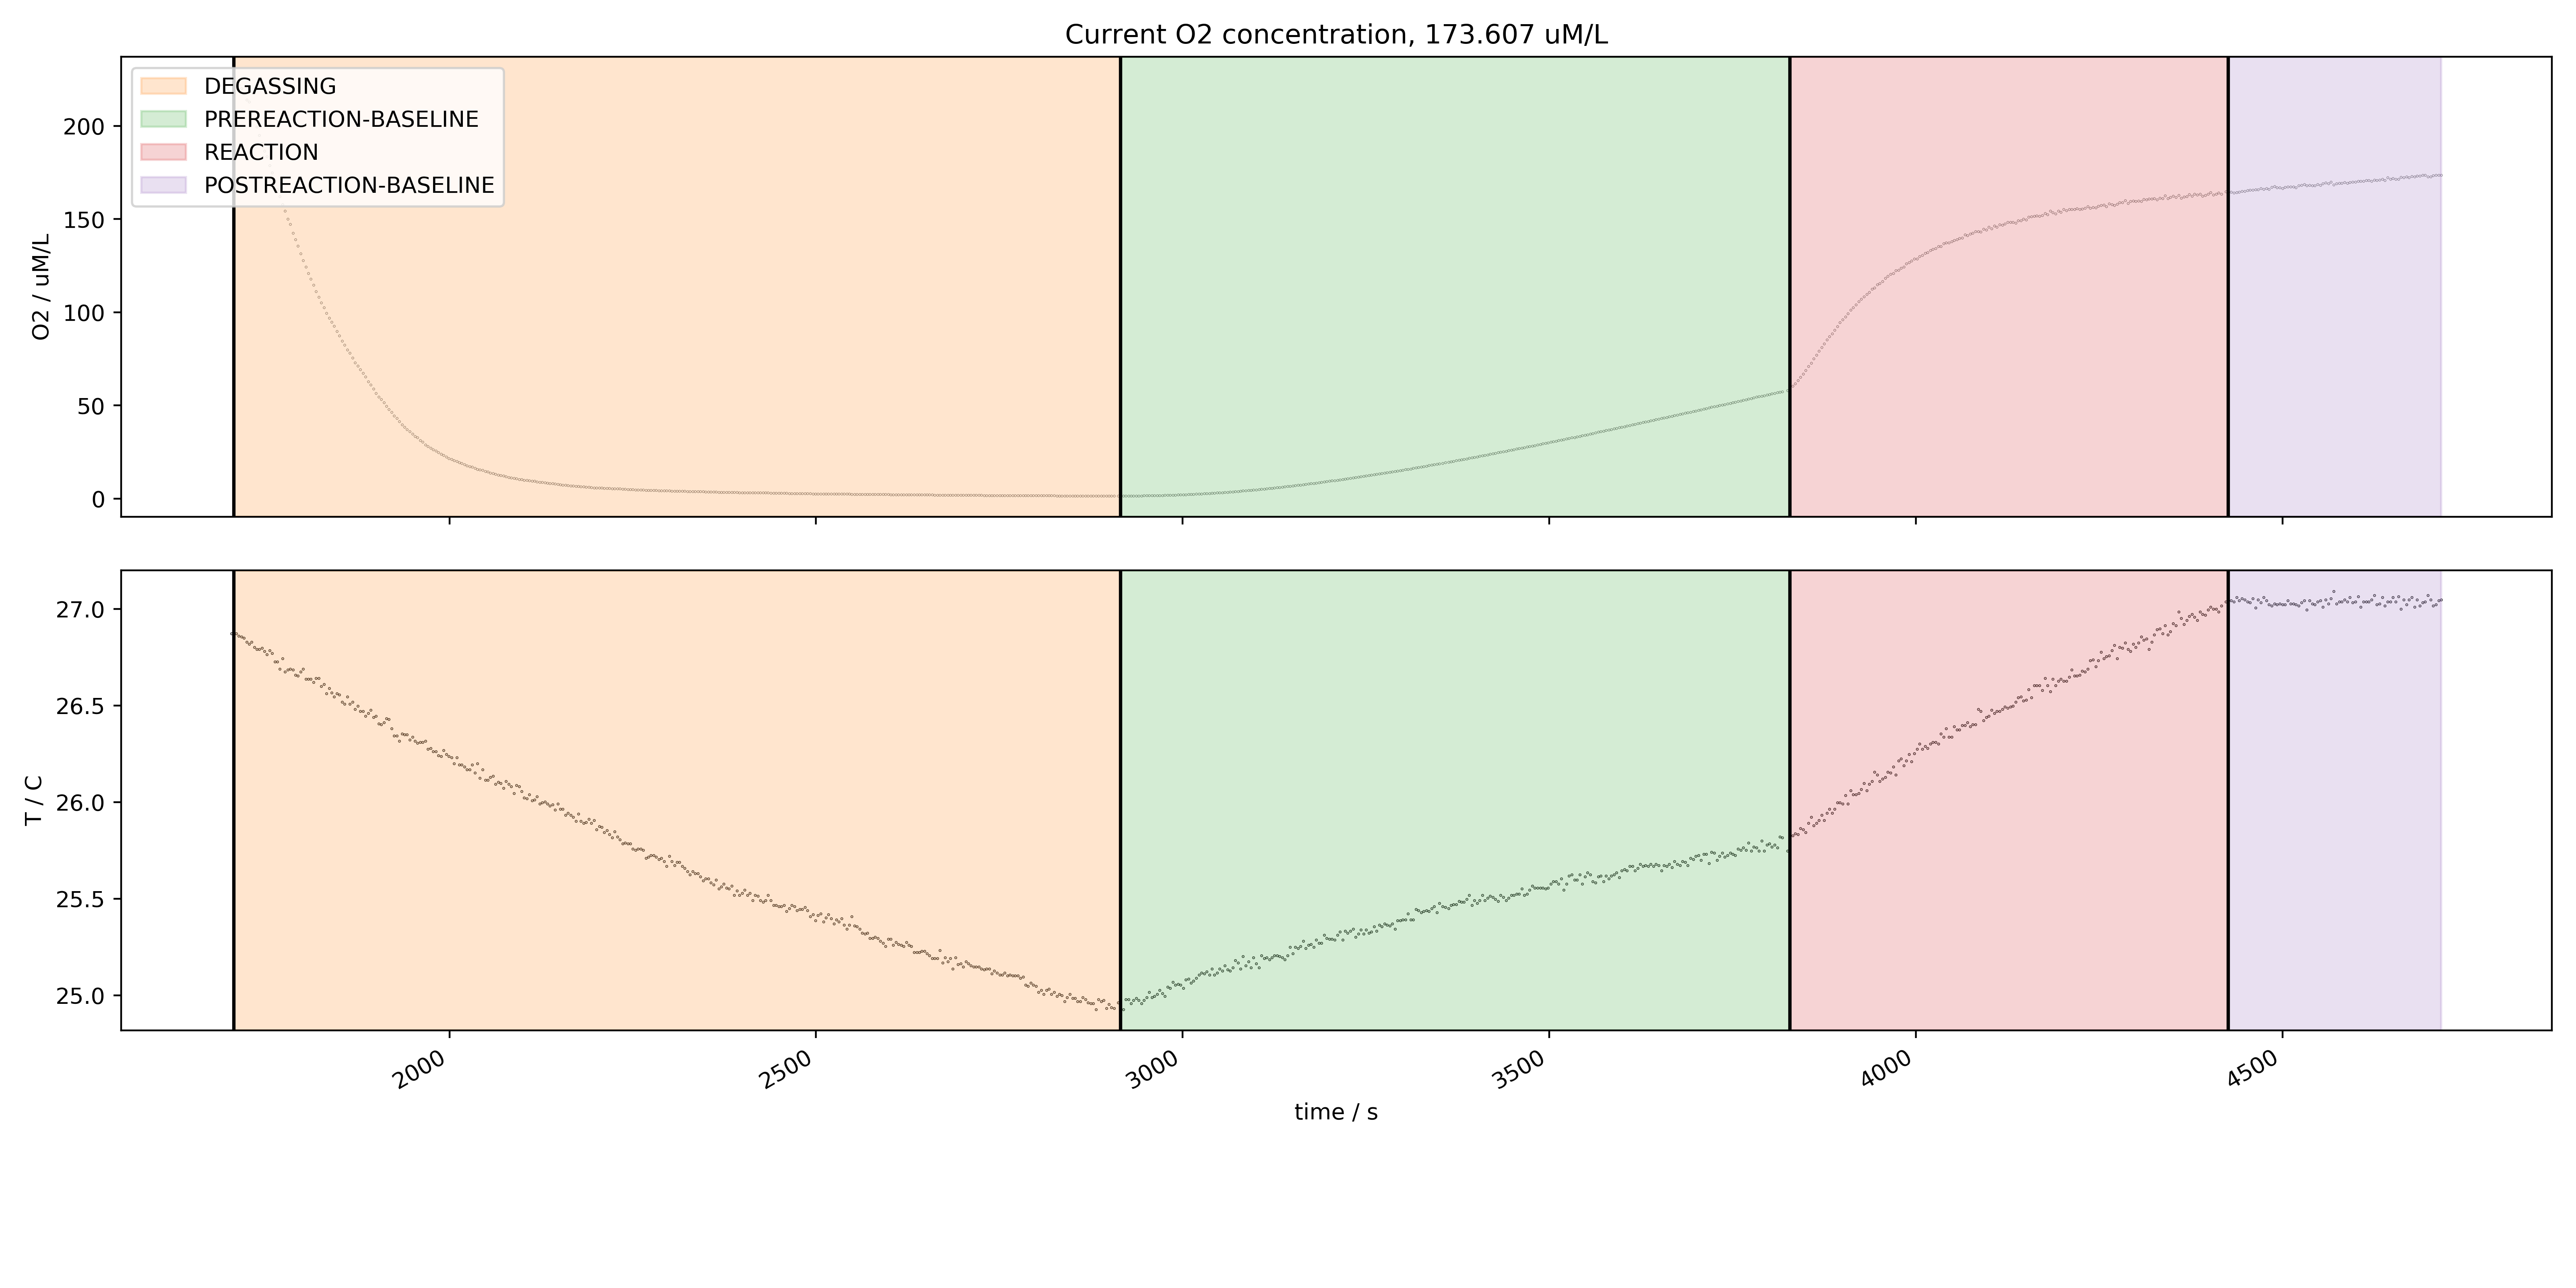 Current O2 concentration, 173.607 uM/L
DEGASSING
PREREACTION-BASELINE
REACTION
POSTREACTION-BASELINE
200
150
100
50
0
O2 / uM/L
27.0
26.5
26.0
25.5
25.0
T / C
2000
2500
3000
3500
4000
4500
time / s